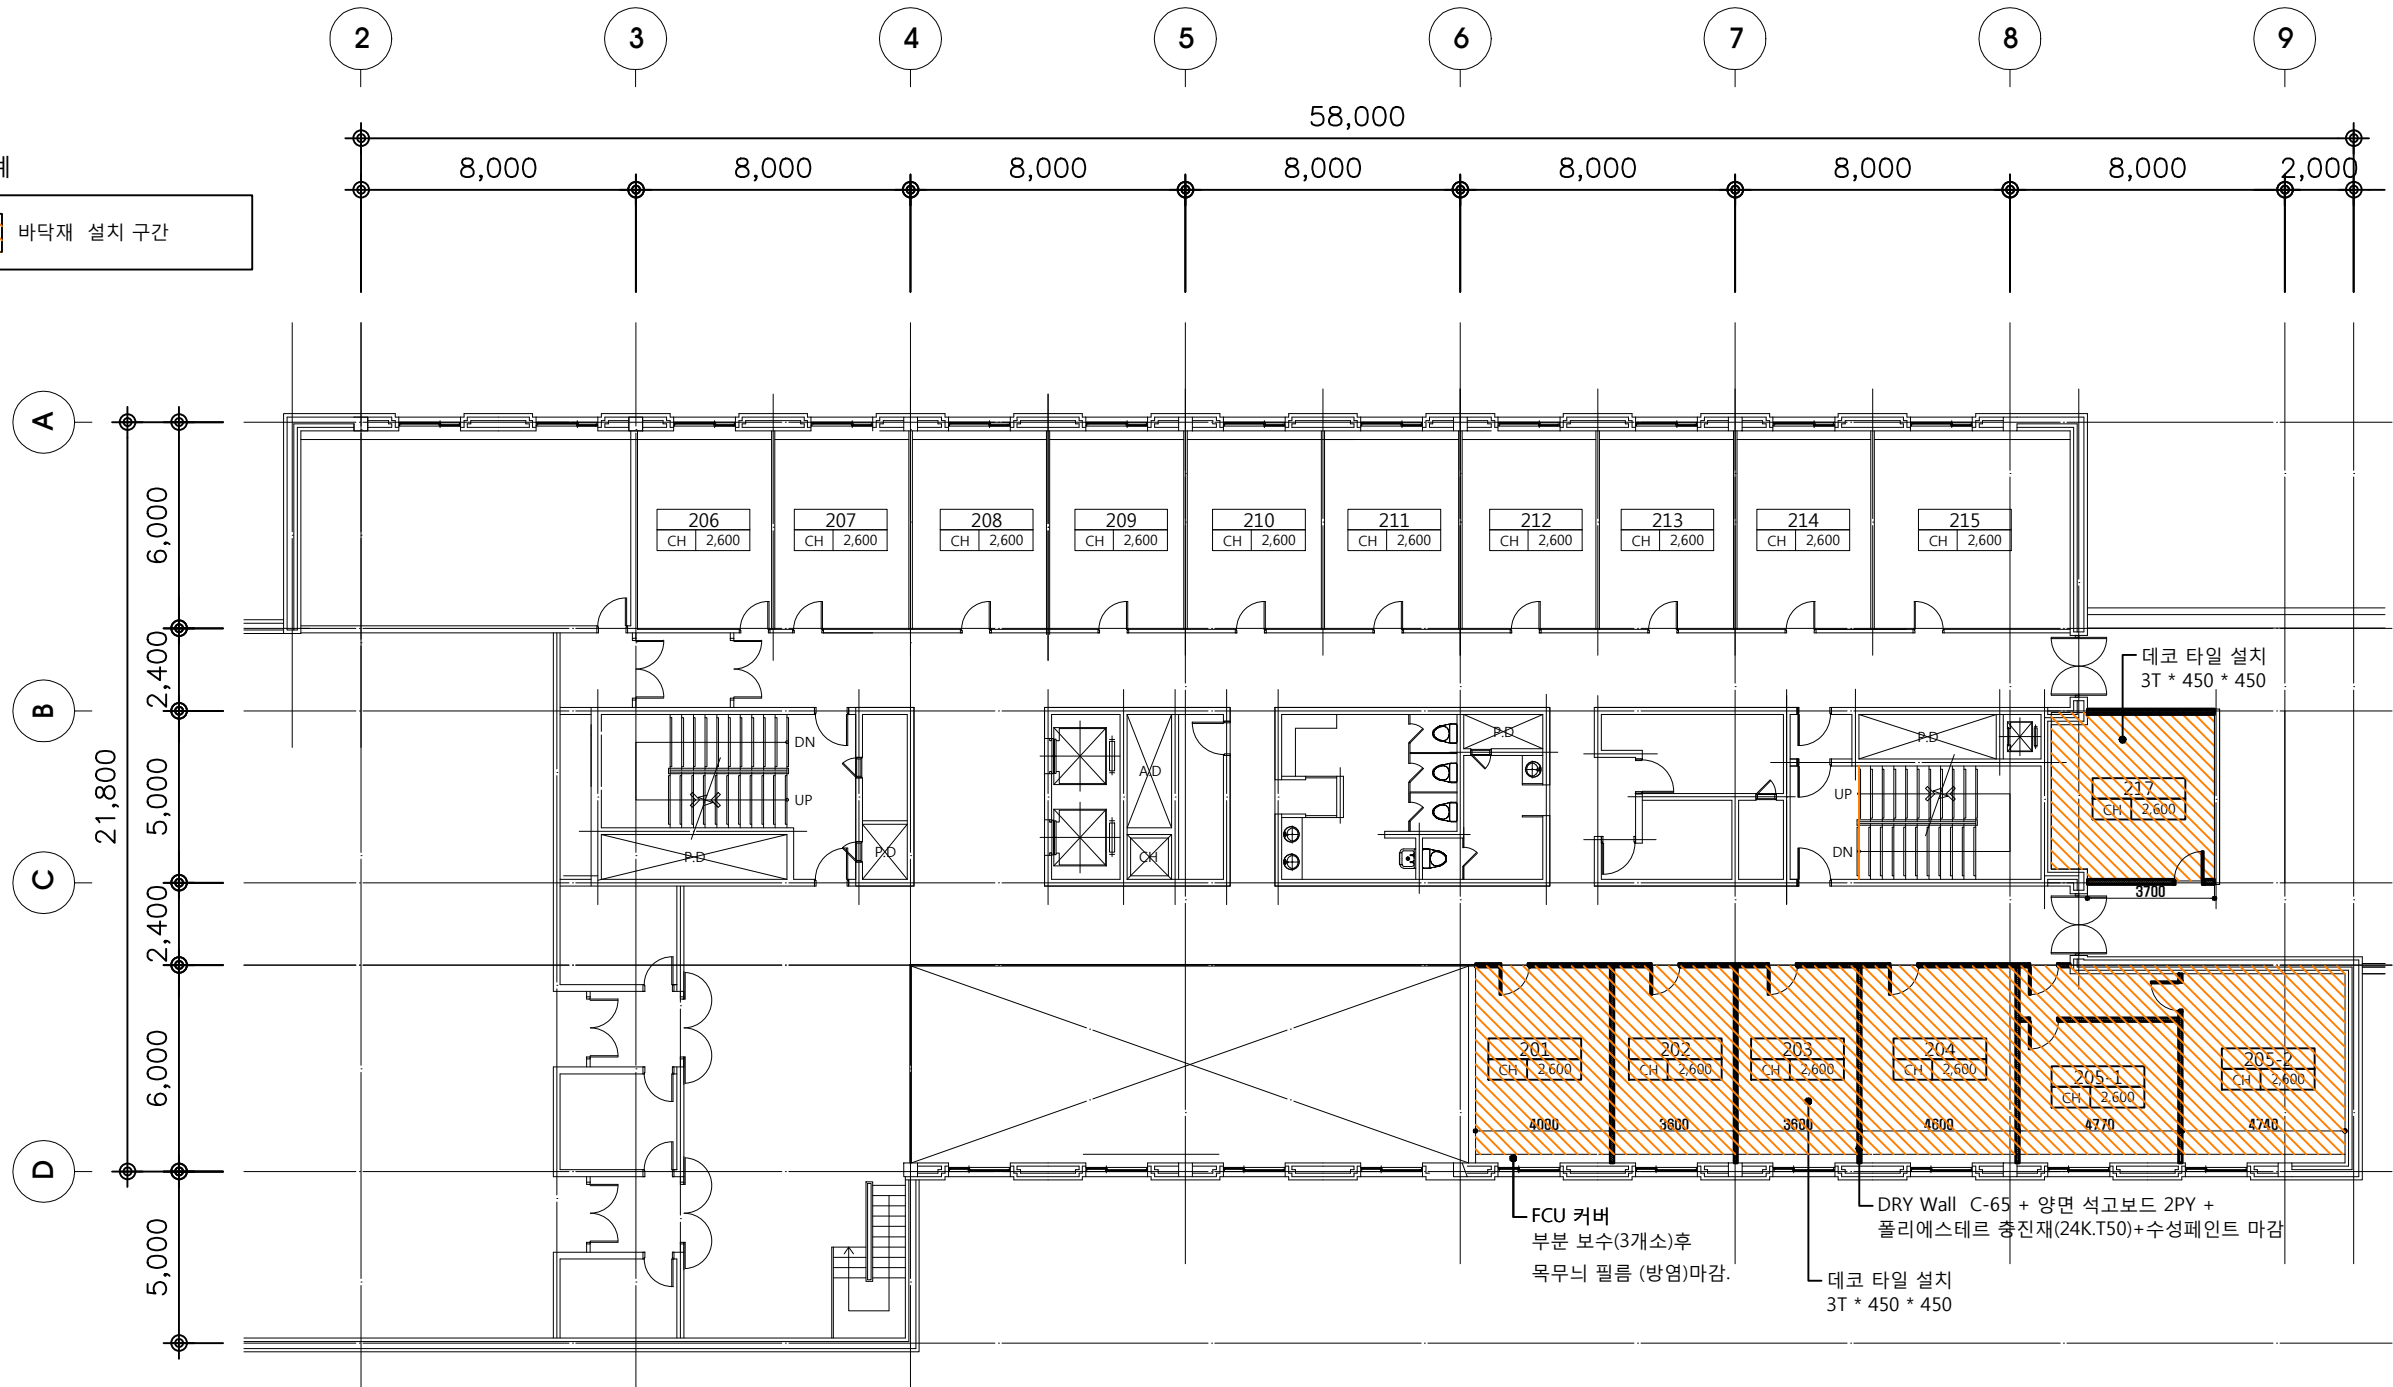 2 3 4 5 6 7 8 9
58,000
8,000 8,000 8,000 8,000 8,000 8,000 8,000 2,000
계
바닥재 설치 구간
A
6,000
206 207 208 209 210 211 212 213 214 215
CH 2,600 CH 2,600 CH 2,600 CH 2,600 CH 2,600 CH 2,600 CH 2,600 CH 2,600 CH 2,600 CH 2,600
2,400
데코 타일 설치
3T * 450 * 450
B
21,800
5,000
DN
UP
P.D
P.D
A.D
CH
P.D
P.D
UP
DN
217
CH 2,600
C
3700
2,400
6,000
201 202 203 204 205-1 205-2
CH 2,600 CH 2,600 CH 2,600 CH 2,600 CH 2,600 CH 2,600
4000 3600 3600 4600 4770 4740
D
5,000
FCU 커버
부분 보수(3개소)후
목무늬 필름 (방염)마감.
DRY Wall C-65 + 양면 석고보드 2PY +
폴리에스테르 충진재(24K.T50)+수성페인트 마감
데코 타일 설치
3T * 450 * 450